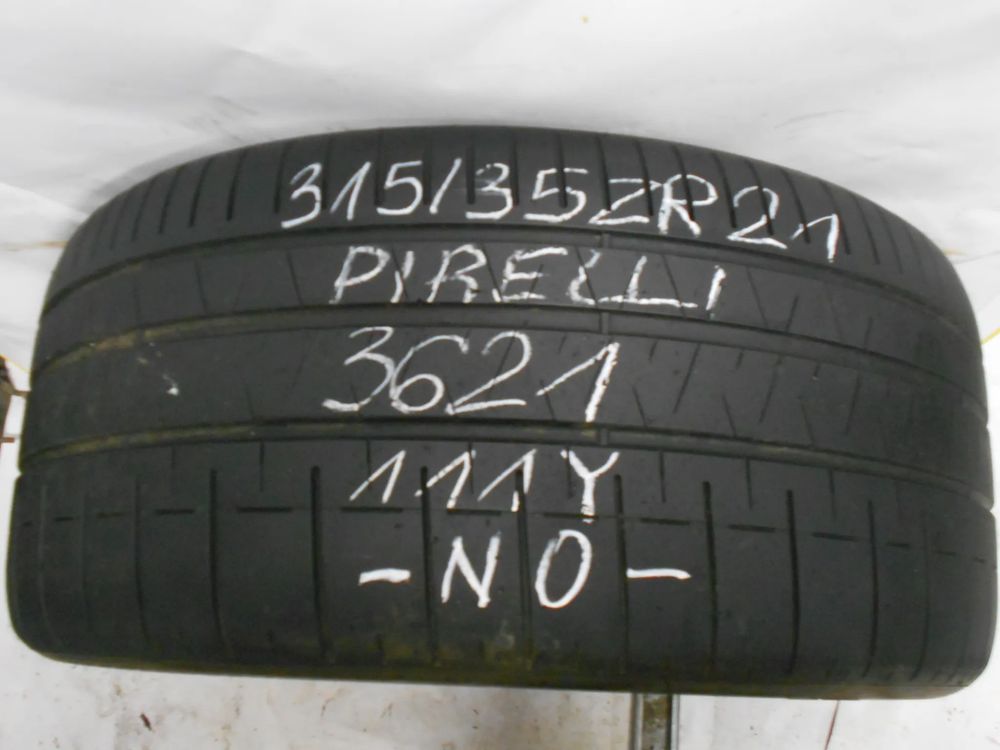 315/35ZR21
PIRELLI
3621
111Y
-NO-